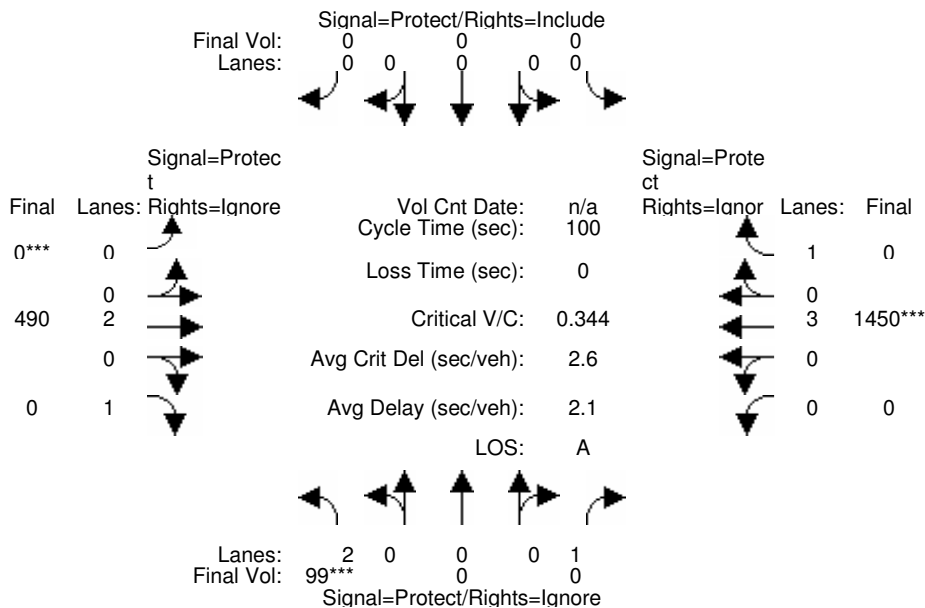 Signal=Protect/Rights=Include
Final Vol: 0 0 0
Lanes: 0 0 0 0 0
Signal=Protec
t
Signal=Prote
ct
Final Lanes: Rights=Ignore Vol Cnt Date: n/a Rights=Ignor Lanes: Final
Cycle Time (sec): 100
0*** 0 1 0
Loss Time (sec): 0
0 0
490 2 Critical V/C: 0.344 3 1450***
0 Avg Crit Del (sec/veh): 2.6 0
0 1 Avg Delay (sec/veh): 2.1 0 0
LOS: A
Lanes: 2 0 0 0 1
Final Vol: 99*** 0 0
Signal=Protect/Rights=Ignore